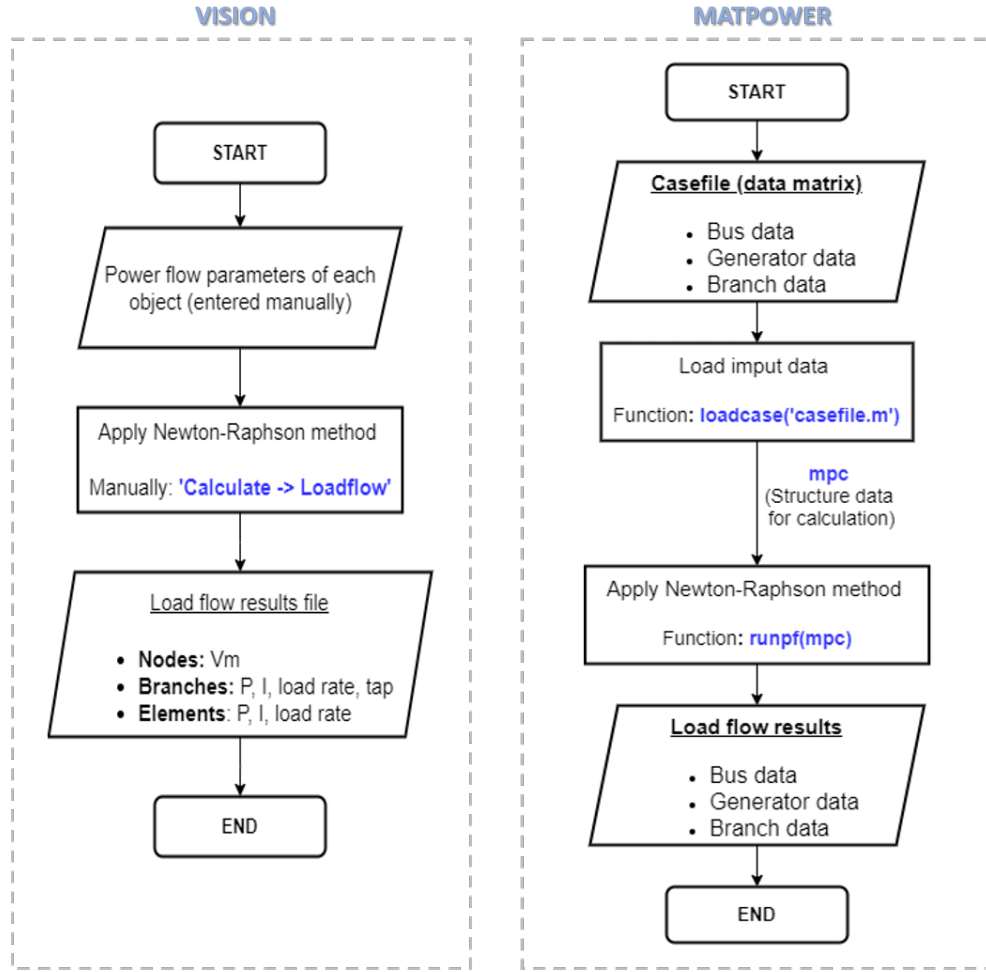 VISION
START
Power flow parameters of each
object (entered manually)
Apply Newton-Raphson method
Manually: 'Calculate -> Loadflow'
Load flow results file
• Nodes: Vm
• Branches: P, I, load rate, tap
• Elements: P, I, load rate
END
MATPOWER
START
Casefile (data matrix)
• Bus data
• Generator data
• Branch data
Load imput data
Function: loadcase('casefile.m')
mpc
(Structure data
for calculation)
Apply Newton-Raphson method
Function: runpf(mpc)
Load flow results
• Bus data
• Generator data
• Branch data
END